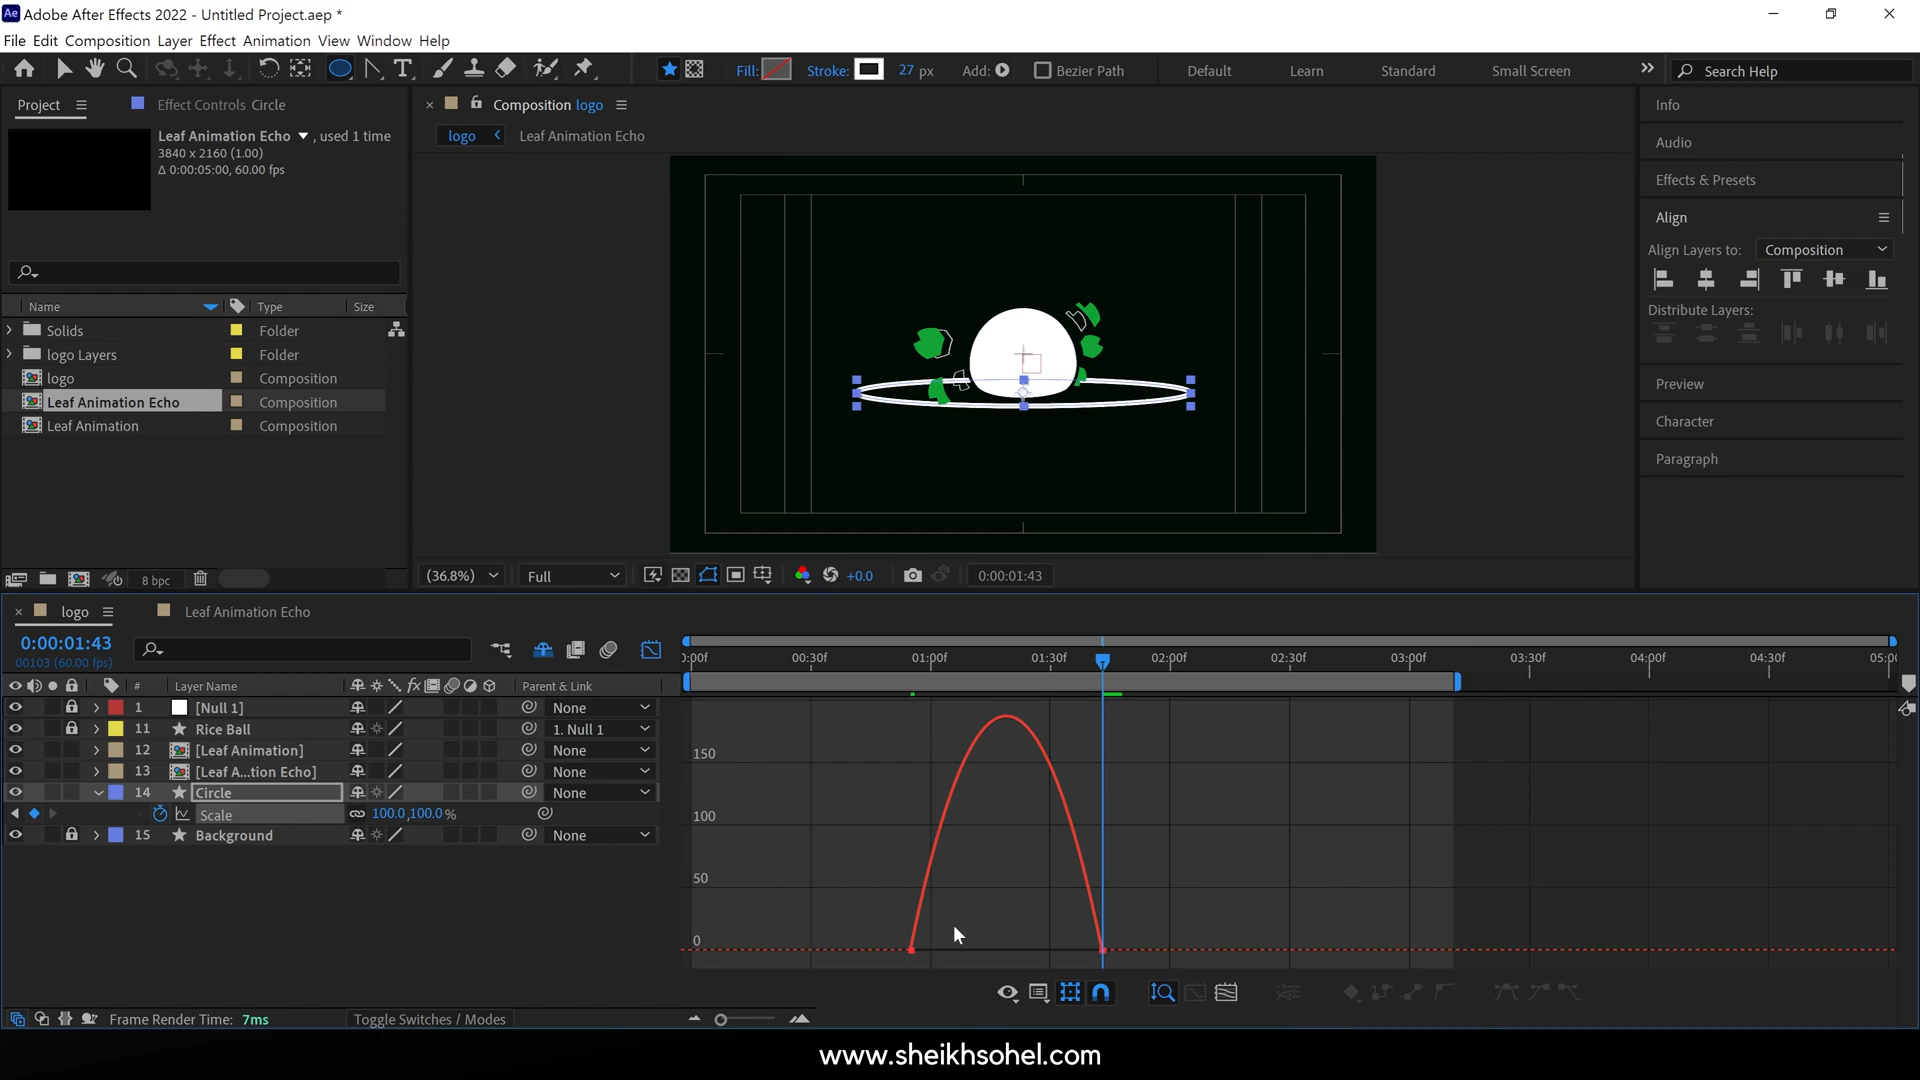 Adobe After Effects 2022 - Untitled Project.aep *
File Edit Composition Layer Effect Animation View Window Help
Fill: Stroke: 27 px Add: Bezier Path Default Learn Standard Small Screen Search Help
Project Effect Controls Circle
Leaf Animation Echo , used 1 time
3840 x 2160 (1.00)
Δ 0:00:05:00, 60.00 fps
Name Type Size
Solids Folder
logo Layers Folder
logo Composition
Leaf Animation Echo Composition
Leaf Animation Composition
8 bpc
Composition logo
logo Leaf Animation Echo
(36.8%) Full +0.0 0:00:01:43
Info
Audio
Effects & Presets
Align
Align Layers to: Composition
Distribute Layers:
Preview
Character
Paragraph
logo Leaf Animation Echo
0:00:01:43
00103 (60.00 fps)
# Layer Name fx Parent & Link
1 [Null 1] None
11 Rice Ball 1. Null 1
12 [Leaf Animation] None
13 [Leaf A...tion Echo] None
14 Circle None
Scale 100.0,100.0 %
15 Background None
0:00f 00:30f 01:00f 01:30f 02:00f 02:30f 03:00f 03:30f 04:00f 04:30f 05:00
150
100
50
0
Frame Render Time: 7ms Toggle Switches / Modes
www.sheikhsohel.com